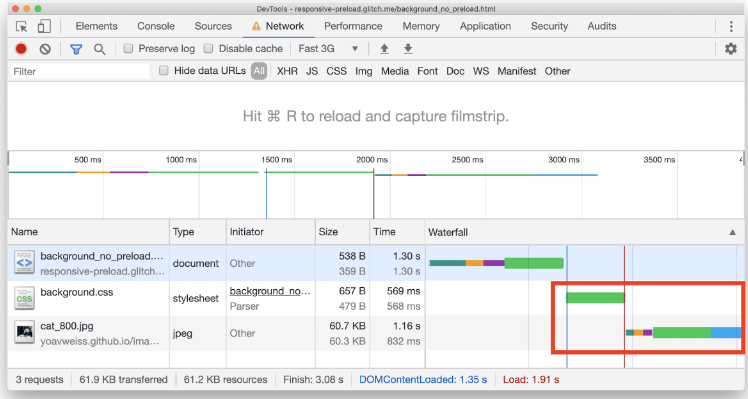 DevTools - responsive-preload.glitch.me/background_no_preload.html
Elements Console Sources Network Performance Memory Application Security Audits
Preserve log Disable cache Fast 3G
Filter Hide data URLs All XHR JS CSS Img Media Font Doc WS Manifest Other
Hit ⌘ R to reload and capture filmstrip.
500 ms 1000 ms 1500 ms 2000 ms 2500 ms 3000 ms 3500 ms 4
Name Type Initiator Size Time Waterfall
background_no_preload.... document Other 538 B 1.30 s
responsive-preload.glitch... 359 B 1.30 s
CSS background.css stylesheet background_no... 657 B 569 ms
479 B Parser 568 ms
cat_800.jpg jpeg Other 60.7 KB 1.16 s
yoavweiss.github.io/ima... 60.3 KB 832 ms
3 requests 61.9 KB transferred 61.2 KB resources Finish: 3.08 s DOMContentLoaded: 1.35 s Load: 1.91 s